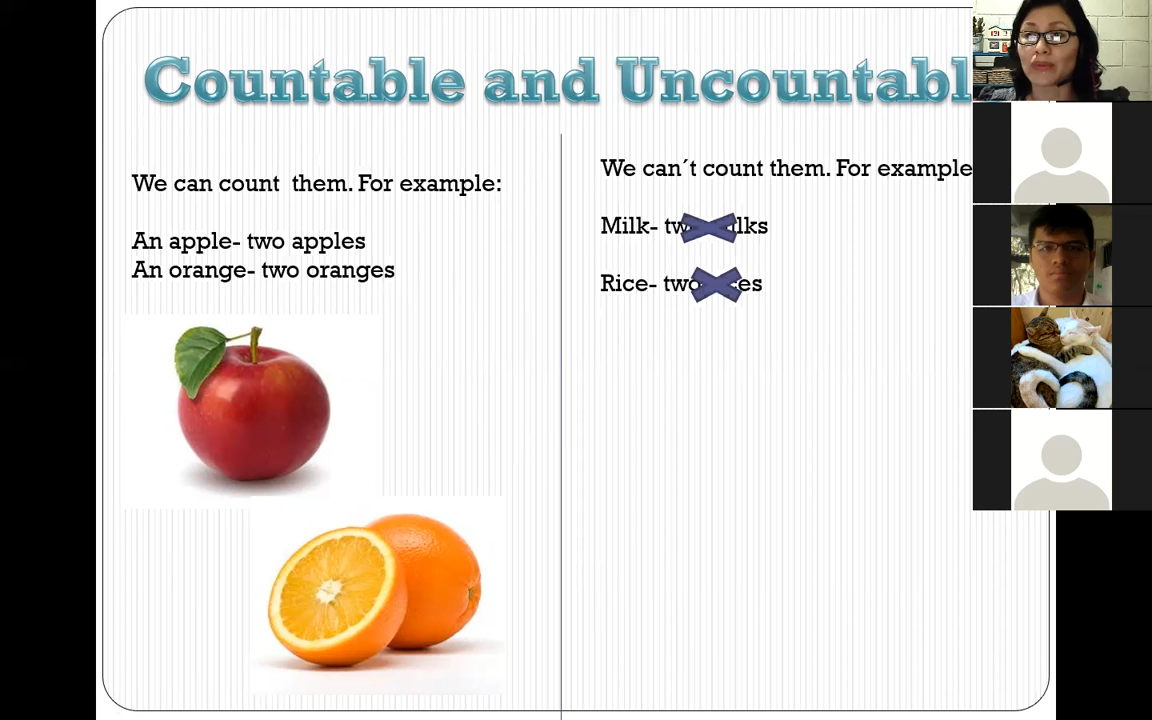 Countable and Uncountabl
We can count  them. For example:
An apple- two apples
An orange- two oranges
We can´t count them. For example
Milk- 
Rice- two